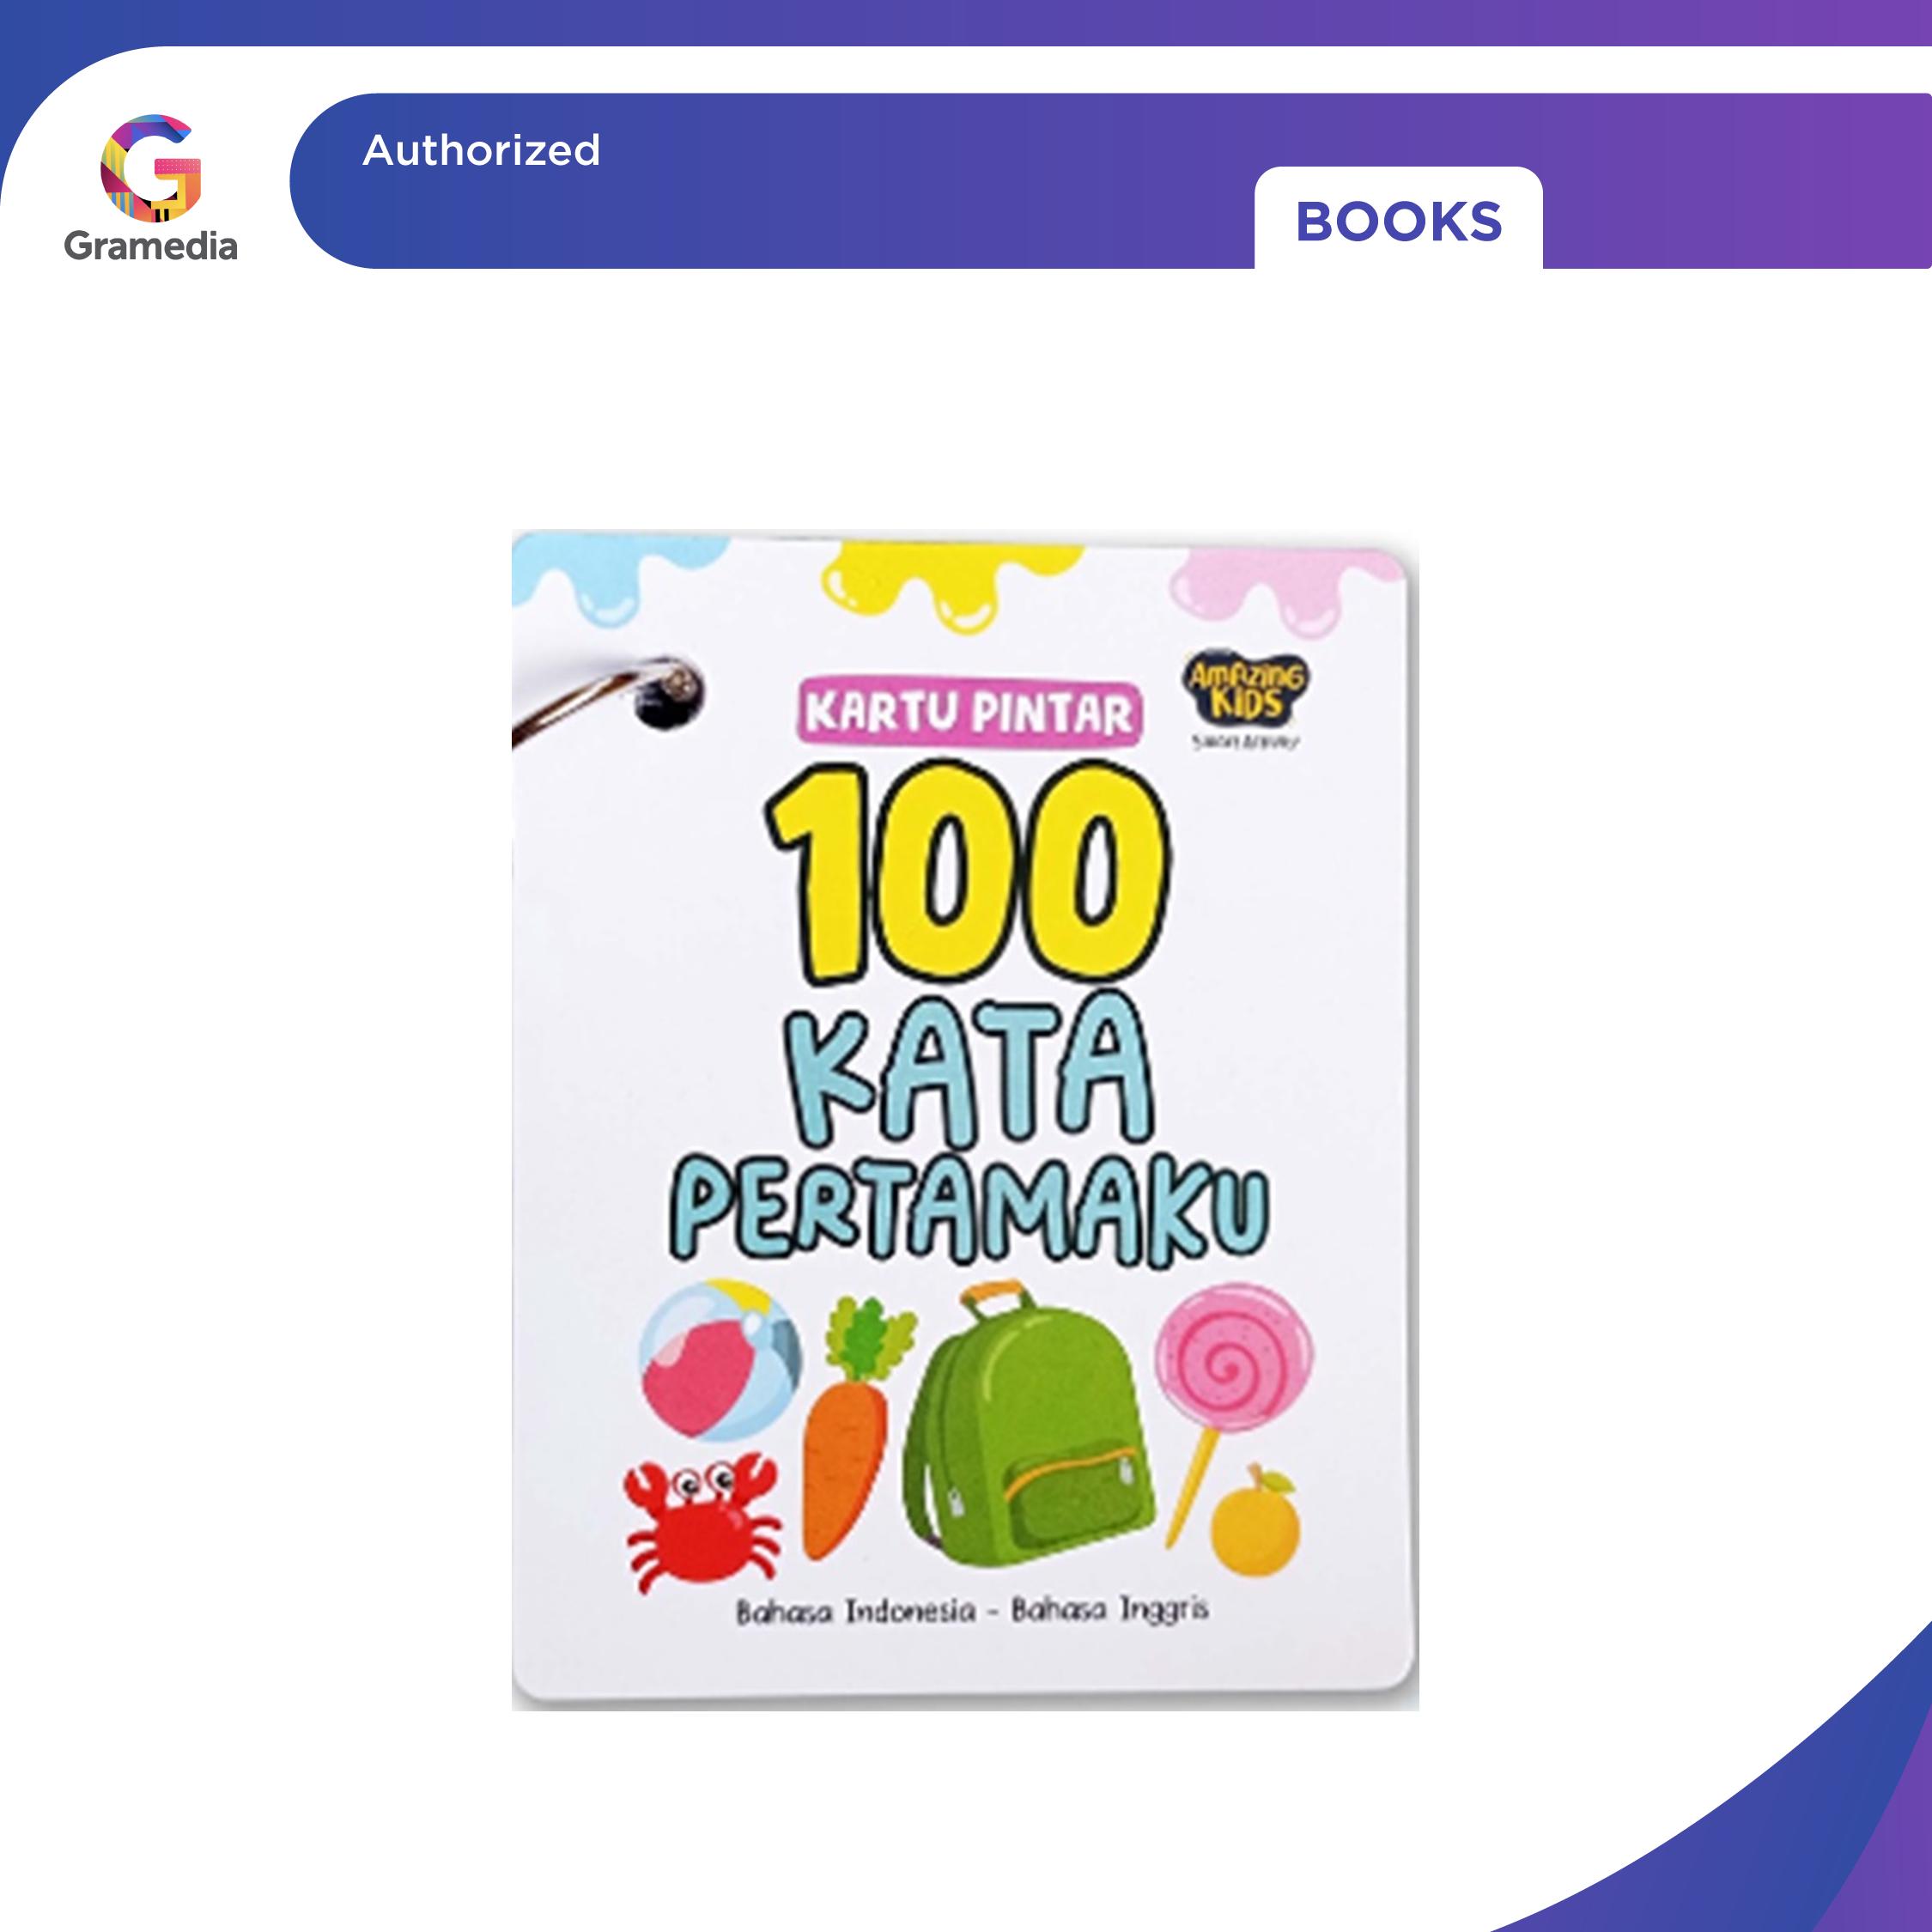 Authorized
Gramedia
BOOKS
KARTU PINTAR
AMAZING
KIDS
100
KATA
PERTAMAKU
Bahasa Indonesia - Bahasa Inggris